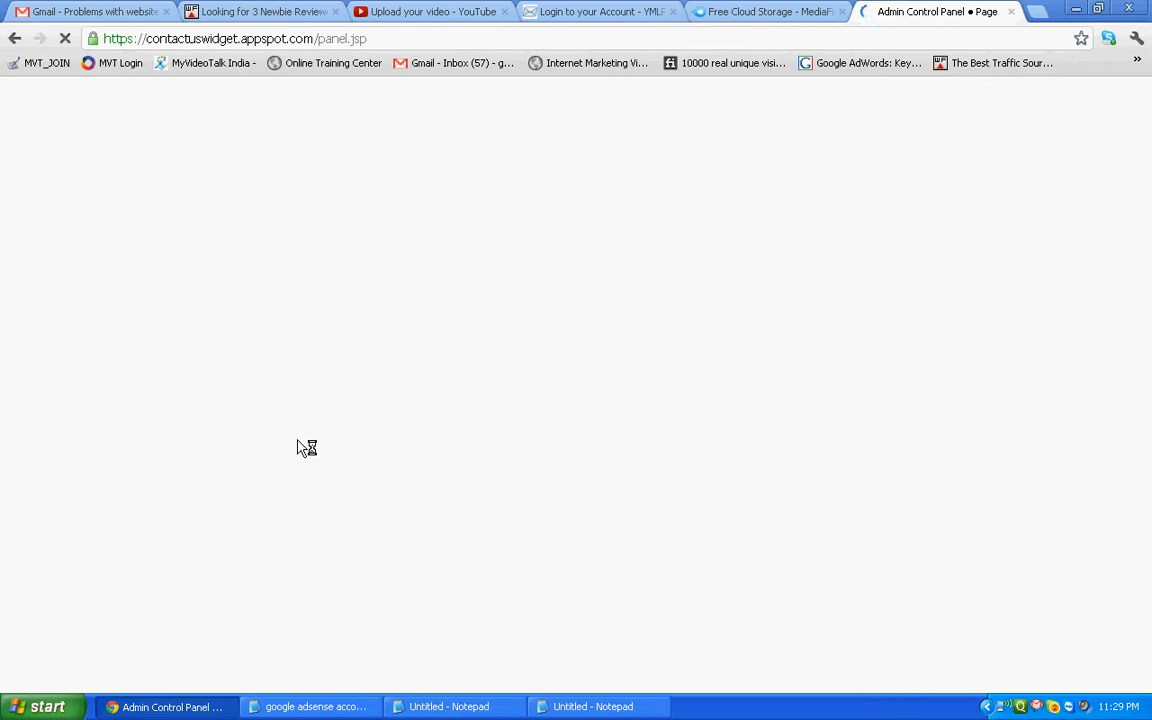 Gmail - Problems with website
Looking for 3 Newbie Review
Upload your video - YouTube
Login to your Account - YMLP
Free Cloud Storage - MediaF
Admin Control Panel • Page
https://contactuswidget.appspot.com/panel.jsp
MVT_JOIN
MVT Login
MyVideoTalk India -
Online Training Center
Gmail - Inbox (57) - g...
Internet Marketing Vi...
10000 real unique visi...
Google AdWords: Key...
The Best Traffic Sour...
start
Admin Control Panel ...
google adsense acco...
Untitled - Notepad
Untitled - Notepad
11:29 PM